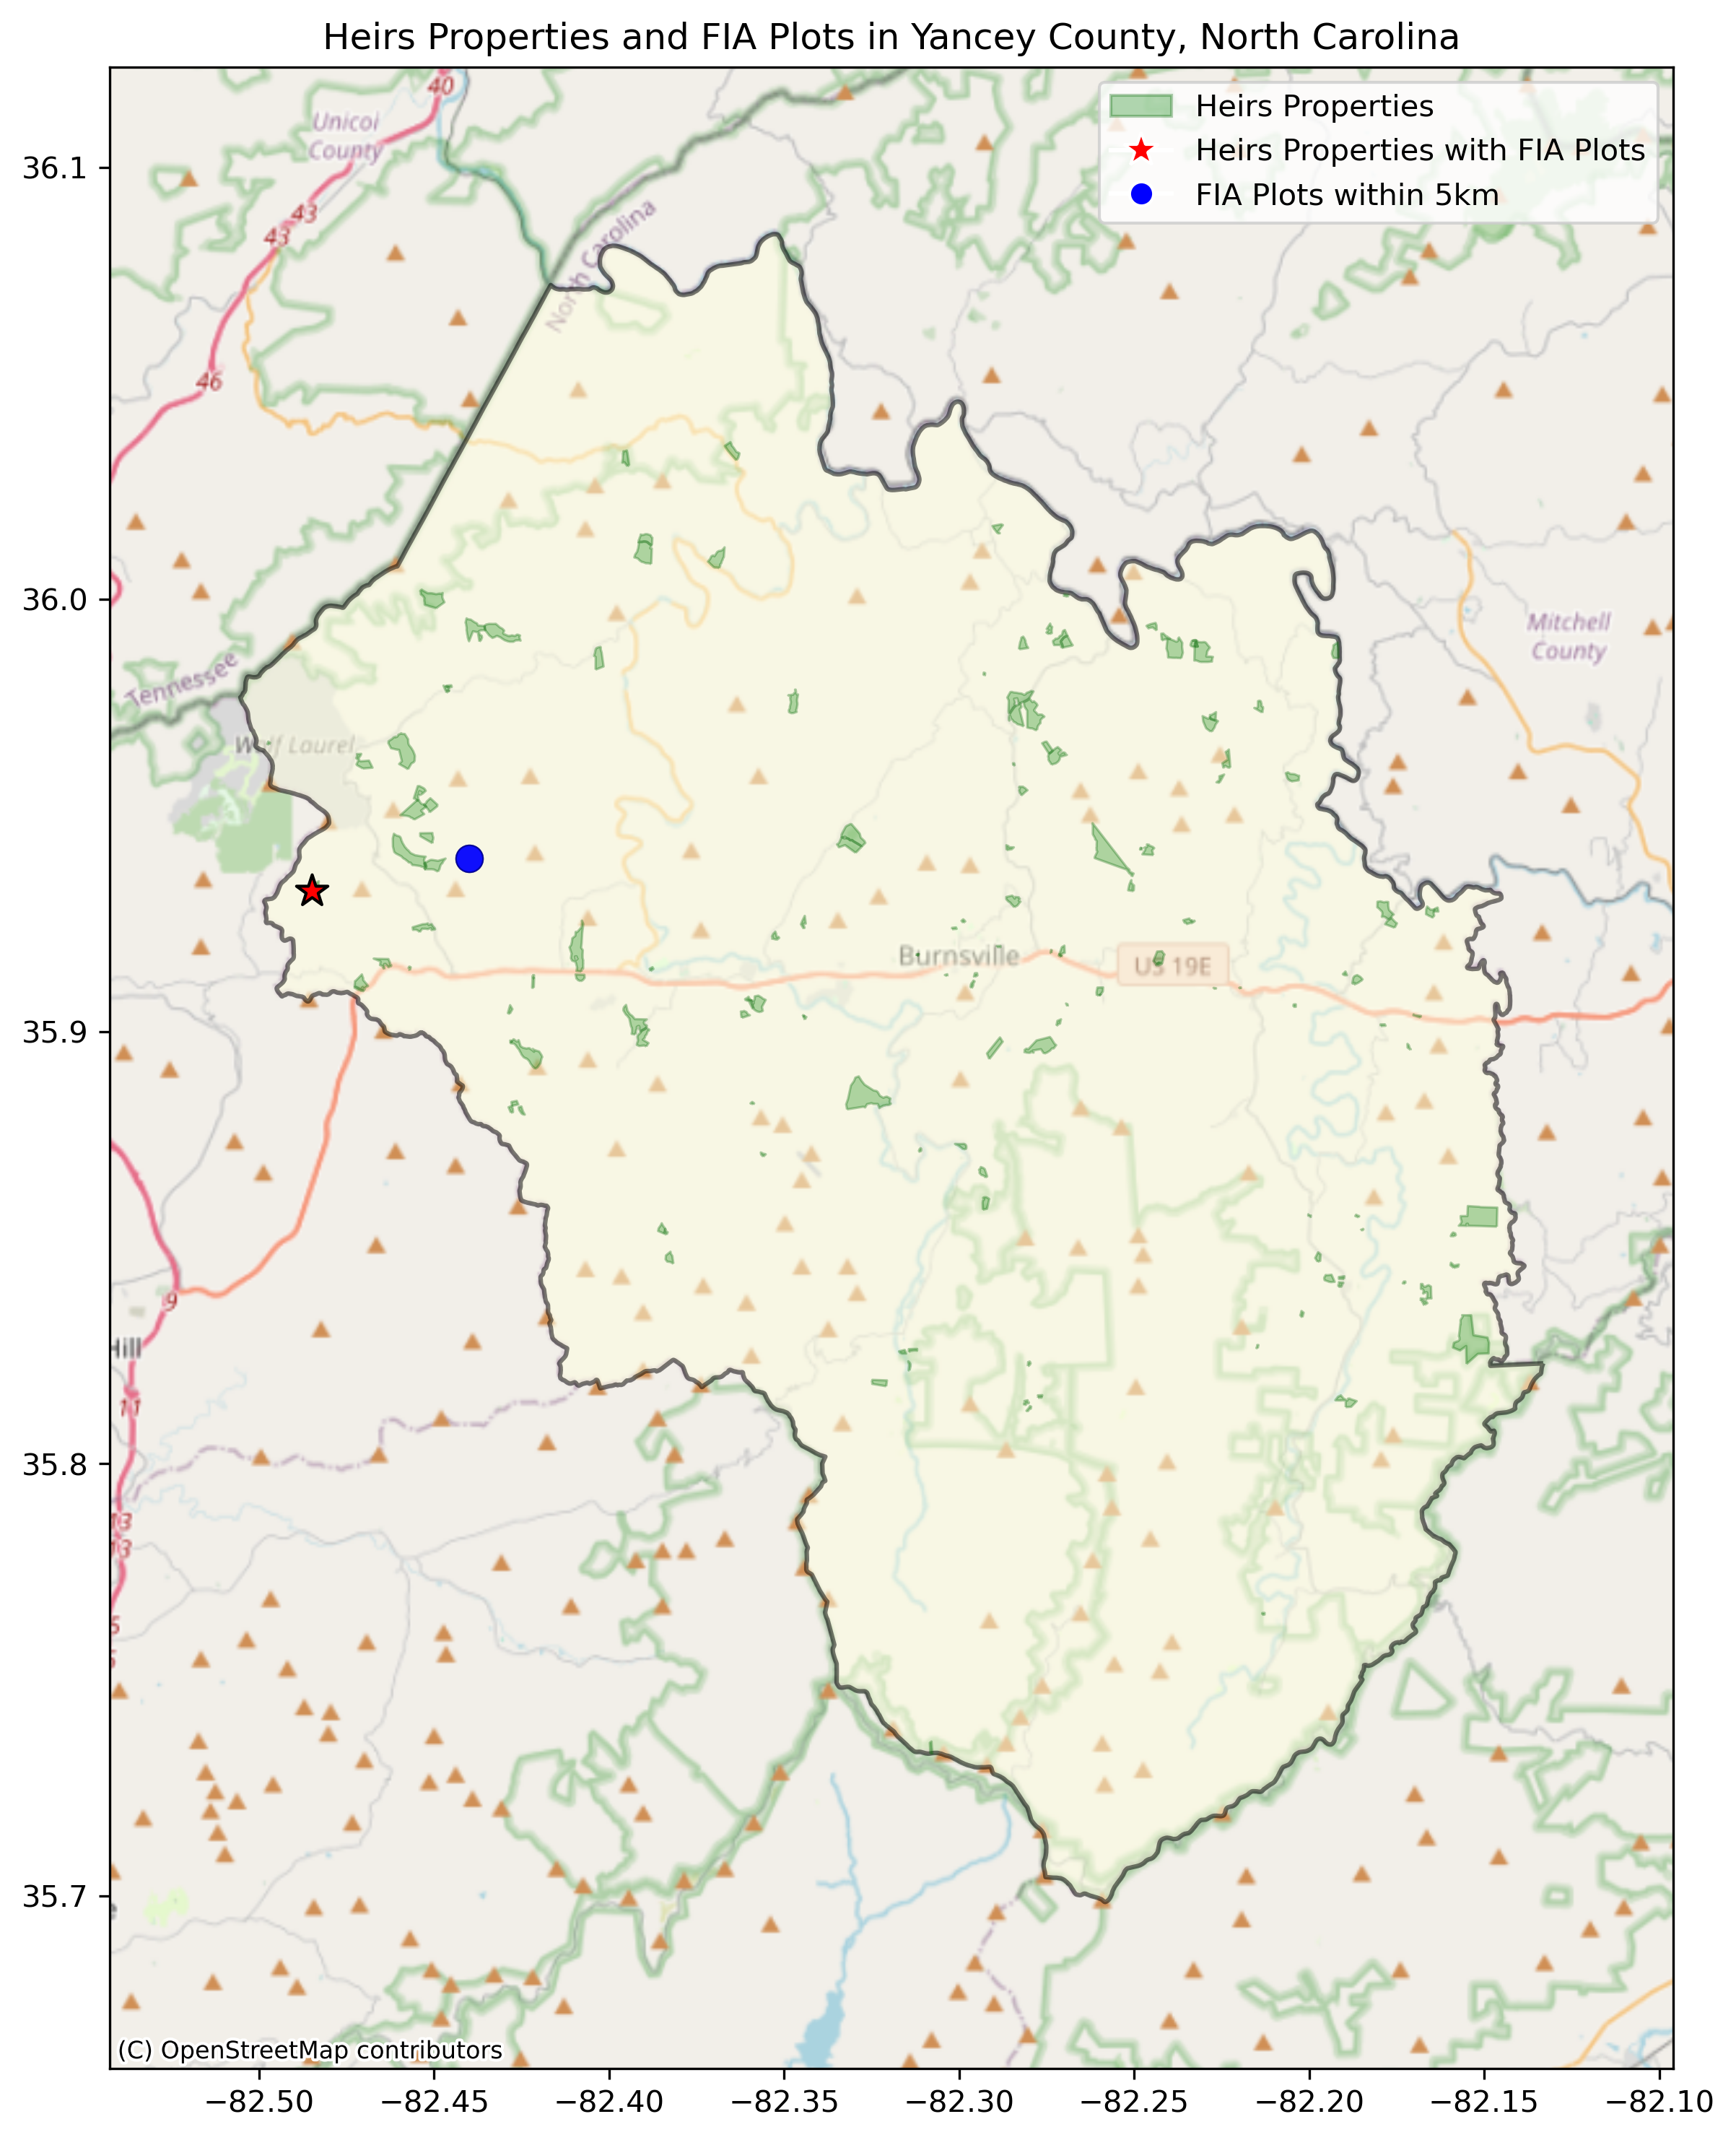 Heirs Properties and FIA Plots in Yancey County, North Carolina
Heirs Properties
Heirs Properties with FIA Plots
FIA Plots within 5km
36.1
36.0
35.9
35.8
35.7
40
Unicoi
County
43
43
46
North Carolina
Tennessee
Wolf Laurel
Mitchell
County
Burnsville
US 19E
9
Hill
11
13
13
(C) OpenStreetMap contributors
−82.50
−82.45
−82.40
−82.35
−82.30
−82.25
−82.20
−82.15
−82.10